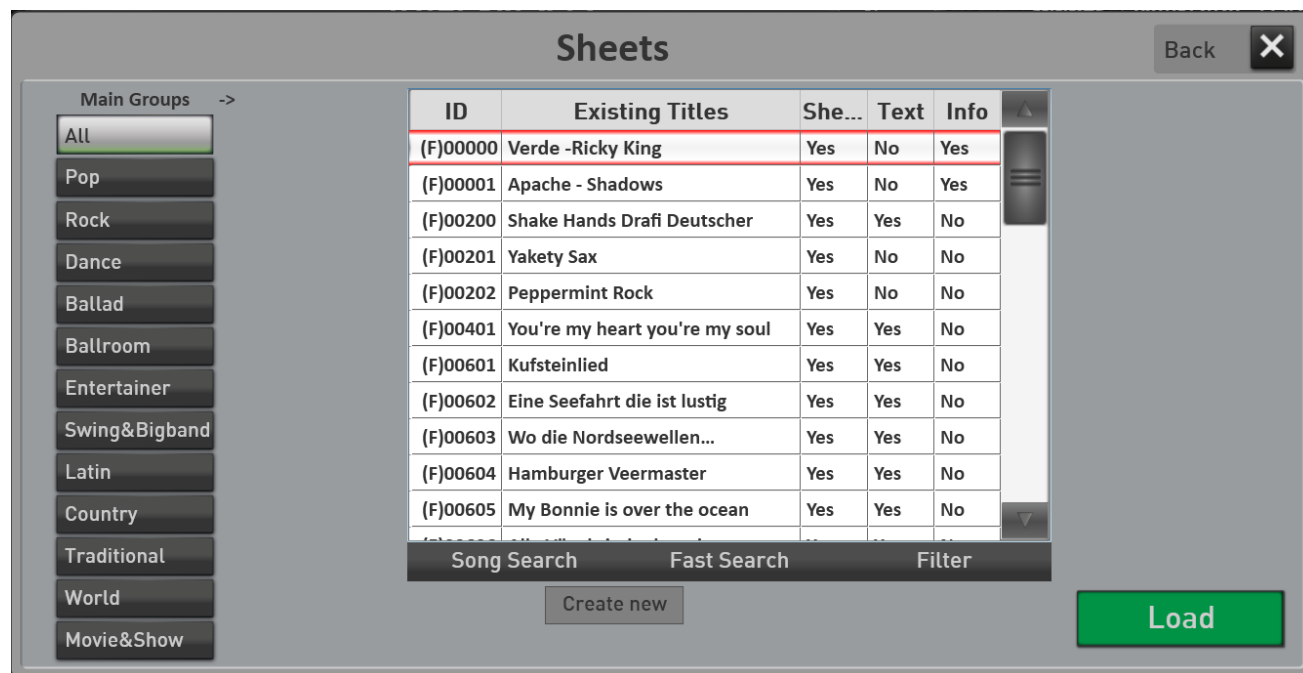 Sheets
Back
Main Groups ->
All
Pop
Rock
Dance
Ballad
Ballroom
Entertainer
Swing&Bigband
Latin
Country
Traditional
World
Movie&Show
ID Existing Titles She... Text Info
(F)00000 Verde -Ricky King Yes No Yes
(F)00001 Apache - Shadows Yes No Yes
(F)00200 Shake Hands Drafi Deutscher Yes Yes No
(F)00201 Yakety Sax Yes No No
(F)00202 Peppermint Rock Yes No No
(F)00401 You're my heart you're my soul Yes Yes No
(F)00601 Kufsteinlied Yes Yes No
(F)00602 Eine Seefahrt die ist lustig Yes Yes No
(F)00603 Wo die Nordseewellen... Yes Yes No
(F)00604 Hamburger Veermaster Yes Yes No
(F)00605 My Bonnie is over the ocean Yes Yes No
Song Search Fast Search Filter
Create new
Load